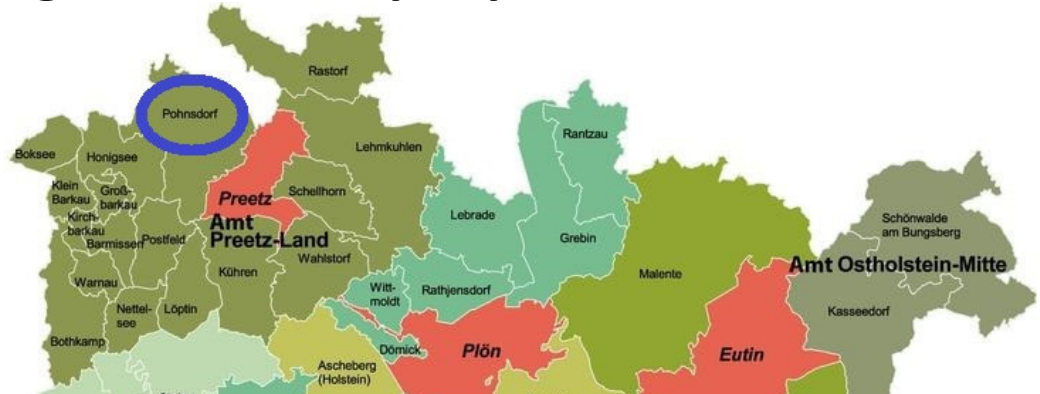 Rastorf
Pohnsdorf
Rantzau
Lehmkuhlen
Boksee
Honigsee
Klein
Barkau
Groß-
barkau
Preetz
Schellhorn
Lebrade
Schönwalde
am Bungsberg
Kirch-
barkau
Barmissen
Postfeld
Amt
Preetz-Land
Grebin
Wahlstorf
Amt Ostholstein-Mitte
Kühren
Malente
Warnau
Witt-
moldt
Rathjensdorf
Nettel-
see
Löptin
Kasseedorf
Bothkamp
Dörnick
Plön
Eutin
Ascheberg
(Holstein)